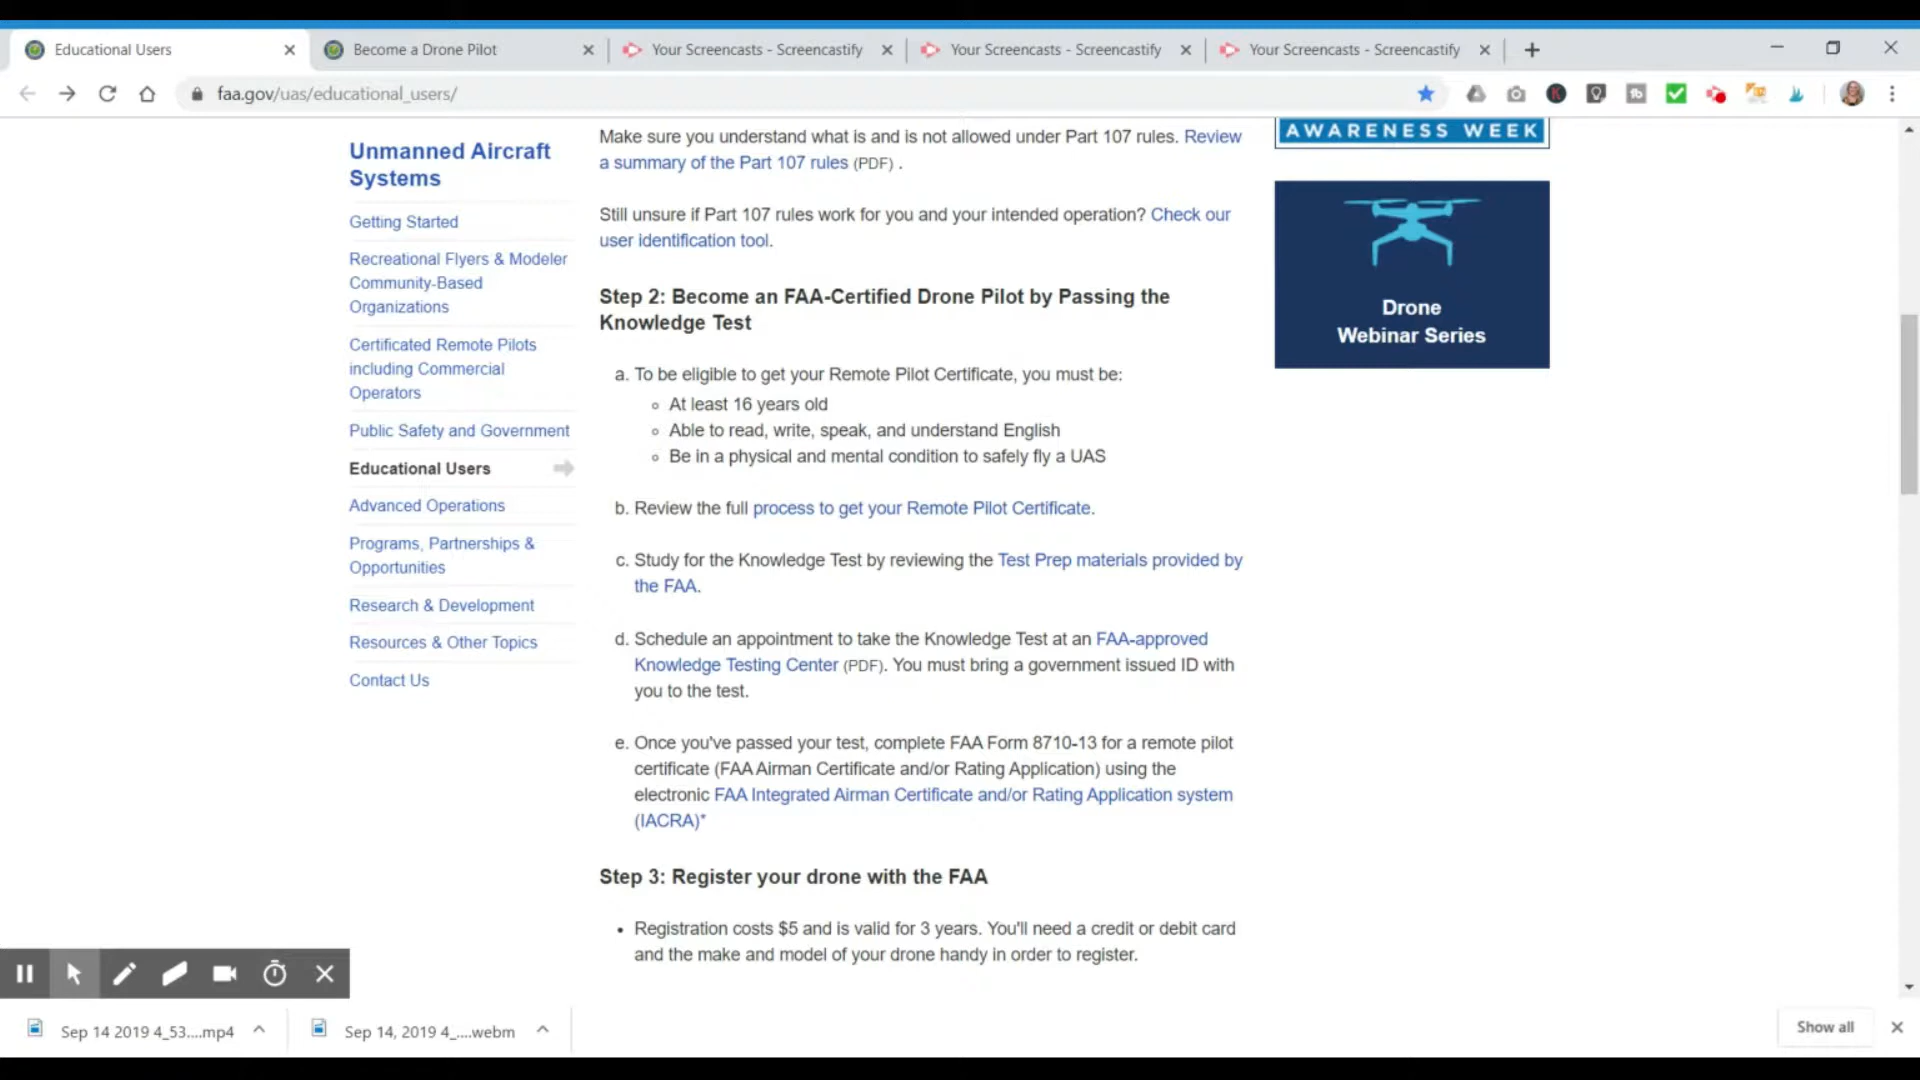 Educational Users
Become a Drone Pilot
Your Screencasts - Screencastify
Your Screencasts - Screencastify
Your Screencasts - Screencastify
faa.gov/uas/educational_users/
Unmanned Aircraft
Systems
Getting Started
Recreational Flyers & Modeler
Community-Based
Organizations
Certificated Remote Pilots
including Commercial
Operators
Public Safety and Government
Educational Users
Advanced Operations
Programs, Partnerships &
Opportunities
Research & Development
Resources & Other Topics
Contact Us
Make sure you understand what is and is not allowed under Part 107 rules. Review
a summary of the Part 107 rules (PDF) .
Still unsure if Part 107 rules work for you and your intended operation? Check our
user identification tool.
Step 2: Become an FAA-Certified Drone Pilot by Passing the
Knowledge Test
a. To be eligible to get your Remote Pilot Certificate, you must be:
At least 16 years old
Able to read, write, speak, and understand English
Be in a physical and mental condition to safely fly a UAS
b. Review the full process to get your Remote Pilot Certificate.
c. Study for the Knowledge Test by reviewing the Test Prep materials provided by
the FAA.
d. Schedule an appointment to take the Knowledge Test at an FAA-approved
Knowledge Testing Center (PDF). You must bring a government issued ID with
you to the test.
e. Once you've passed your test, complete FAA Form 8710-13 for a remote pilot
certificate (FAA Airman Certificate and/or Rating Application) using the
electronic FAA Integrated Airman Certificate and/or Rating Application system
(IACRA)*
Step 3: Register your drone with the FAA
• Registration costs $5 and is valid for 3 years. You'll need a credit or debit card
and the make and model of your drone handy in order to register.
AWARENESS WEEK
Drone
Webinar Series
Sep 14 2019 4_53....mp4
Sep 14, 2019 4_....webm
Show all